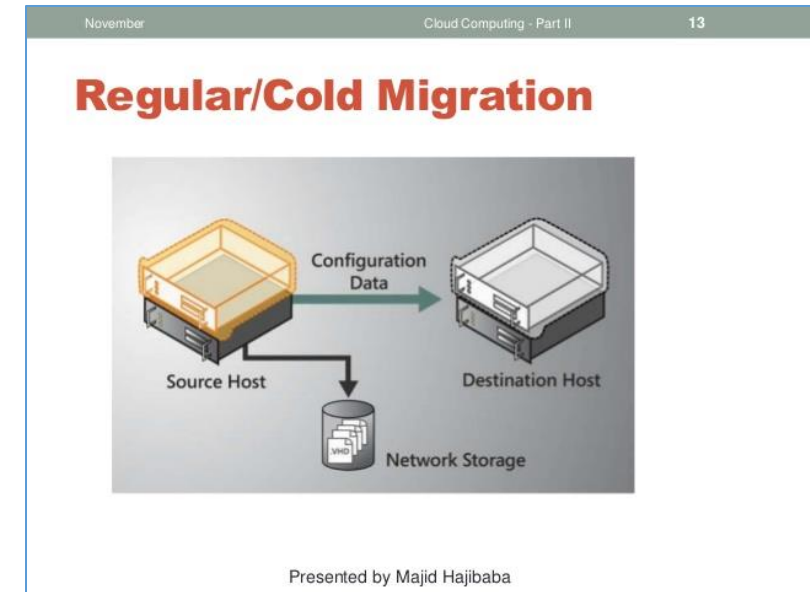 November
Cloud Computing - Part II
13
Regular/Cold Migration
Configuration
Data
Source Host
Destination Host
.VHD
Network Storage
Presented by Majid Hajibaba